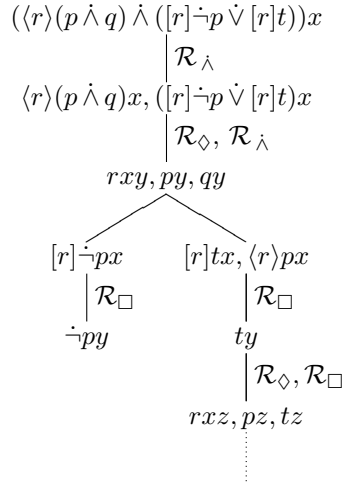 (⟨r⟩(p ∧̇ q) ∧̇ ([r]¬̇p ∨̇ [r]t))x
ℛ∧̇
⟨r⟩(p ∧̇ q)x, ([r]¬̇p ∨̇ [r]t)x
ℛ◇, ℛ∧̇
rxy, py, qy
[r]¬̇px [r]tx, ⟨r⟩px
ℛ□ ℛ□
¬̇py ty
ℛ◇, ℛ□
rxz, pz, tz